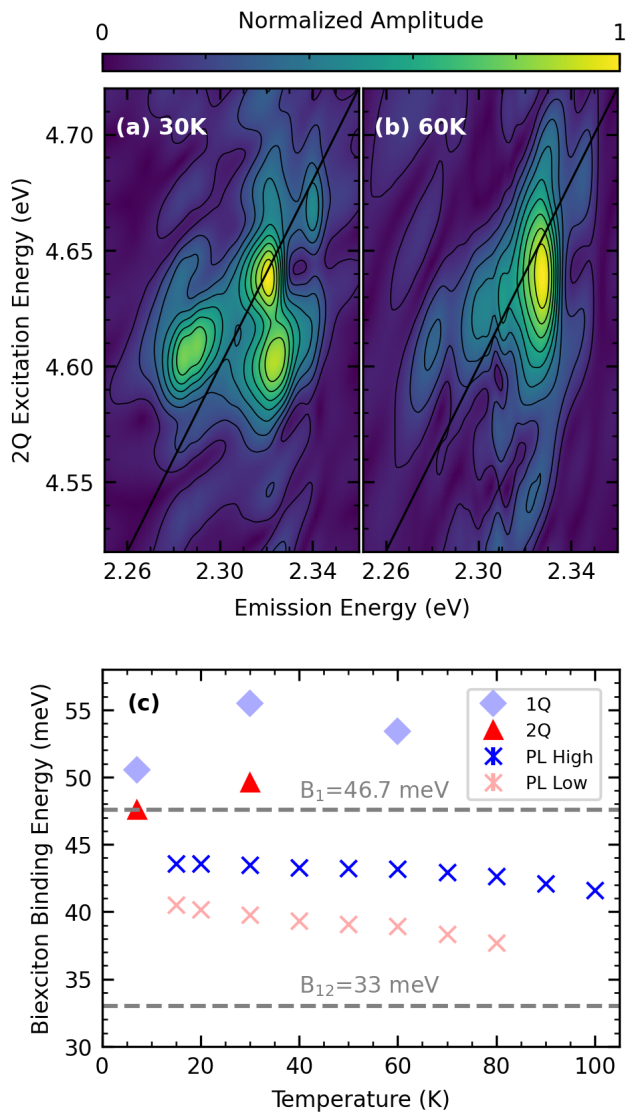 Normalized Amplitude
0 1
(a) 30K (b) 60K
4.70
4.65
4.60
4.55
2Q Excitation Energy (eV)
2.26 2.30 2.34 2.26 2.30 2.34
Emission Energy (eV)
(c)
1Q
2Q
PL High
PL Low
B₁=46.7 meV
B₁₂=33 meV
55
50
45
40
35
30
Biexciton Binding Energy (meV)
0 20 40 60 80 100
Temperature (K)